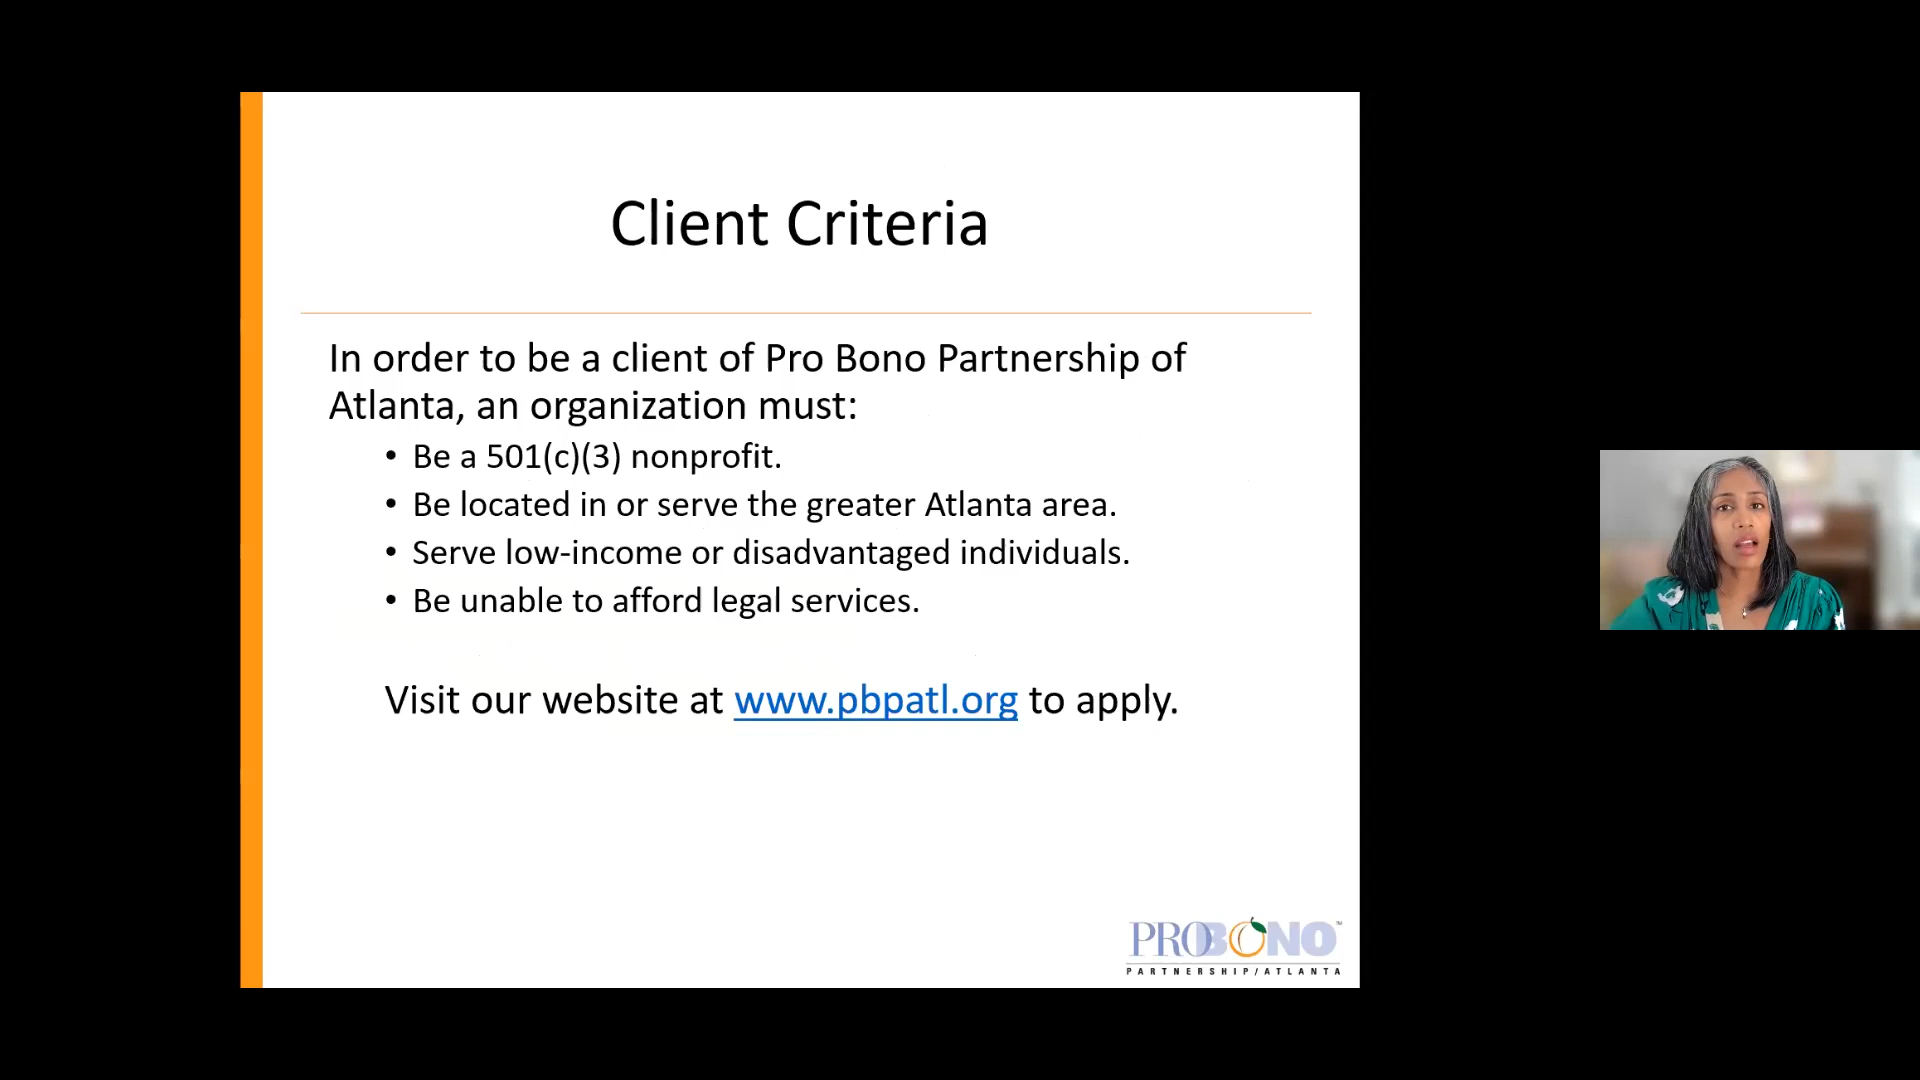 Client Criteria
In order to be a client of Pro Bono Partnership of
Atlanta, an organization must:
• Be a 501(c)(3) nonprofit.
• Be located in or serve the greater Atlanta area.
• Serve low-income or disadvantaged individuals.
• Be unable to afford legal services.
Visit our website at www.pbpatl.org to apply.
PROBONO™
PARTNERSHIP/ATLANTA